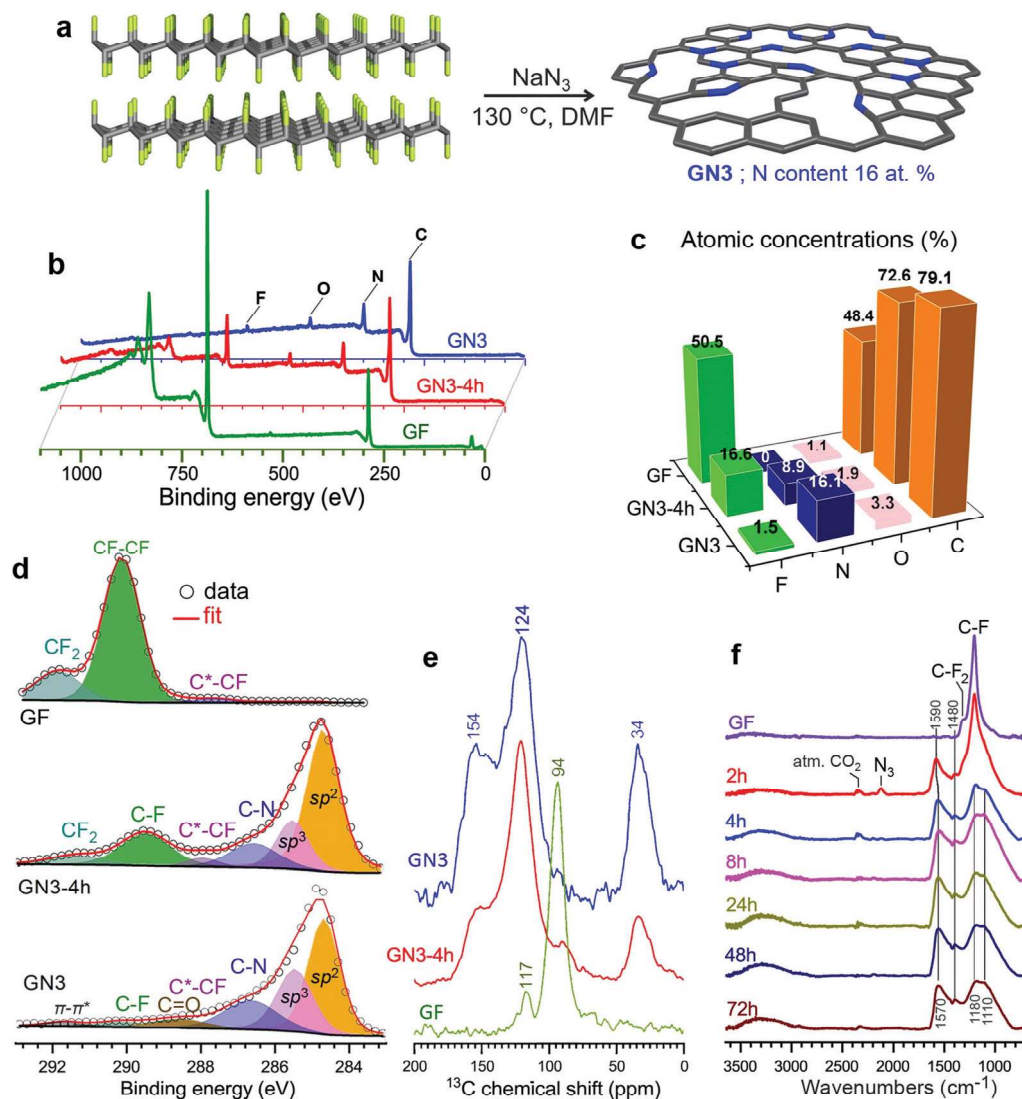 a
NaN3
130 °C, DMF
GN3 ; N content 16 at. %
b
F
O
N
C
GN3
GN3-4h
GF
1000
750
500
250
0
Binding energy (eV)
c
Atomic concentrations (%)
50.5
16.6
1.5
0
8.9
16.1
1.1
1.9
3.3
48.4
72.6
79.1
GF
GN3-4h
GN3
F
N
O
C
d
CF-CF
data
fit
CF2
C*-CF
GF
CF2
C-F
C*-CF
C-N
sp3
sp2
GN3-4h
GN3
π-π*
C-F
C=O
C*-CF
C-N
sp3
sp2
292
290
288
286
284
Binding energy (eV)
e
124
154
34
94
117
GN3
GN3-4h
GF
200
150
100
50
0
13C chemical shift (ppm)
f
C-F
C-F2
1590
1480
GF
atm. CO2
N3
2h
4h
8h
24h
48h
72h
1570
1180
1110
3500
3000
2500
2000
1500
1000
Wavenumbers (cm-1)